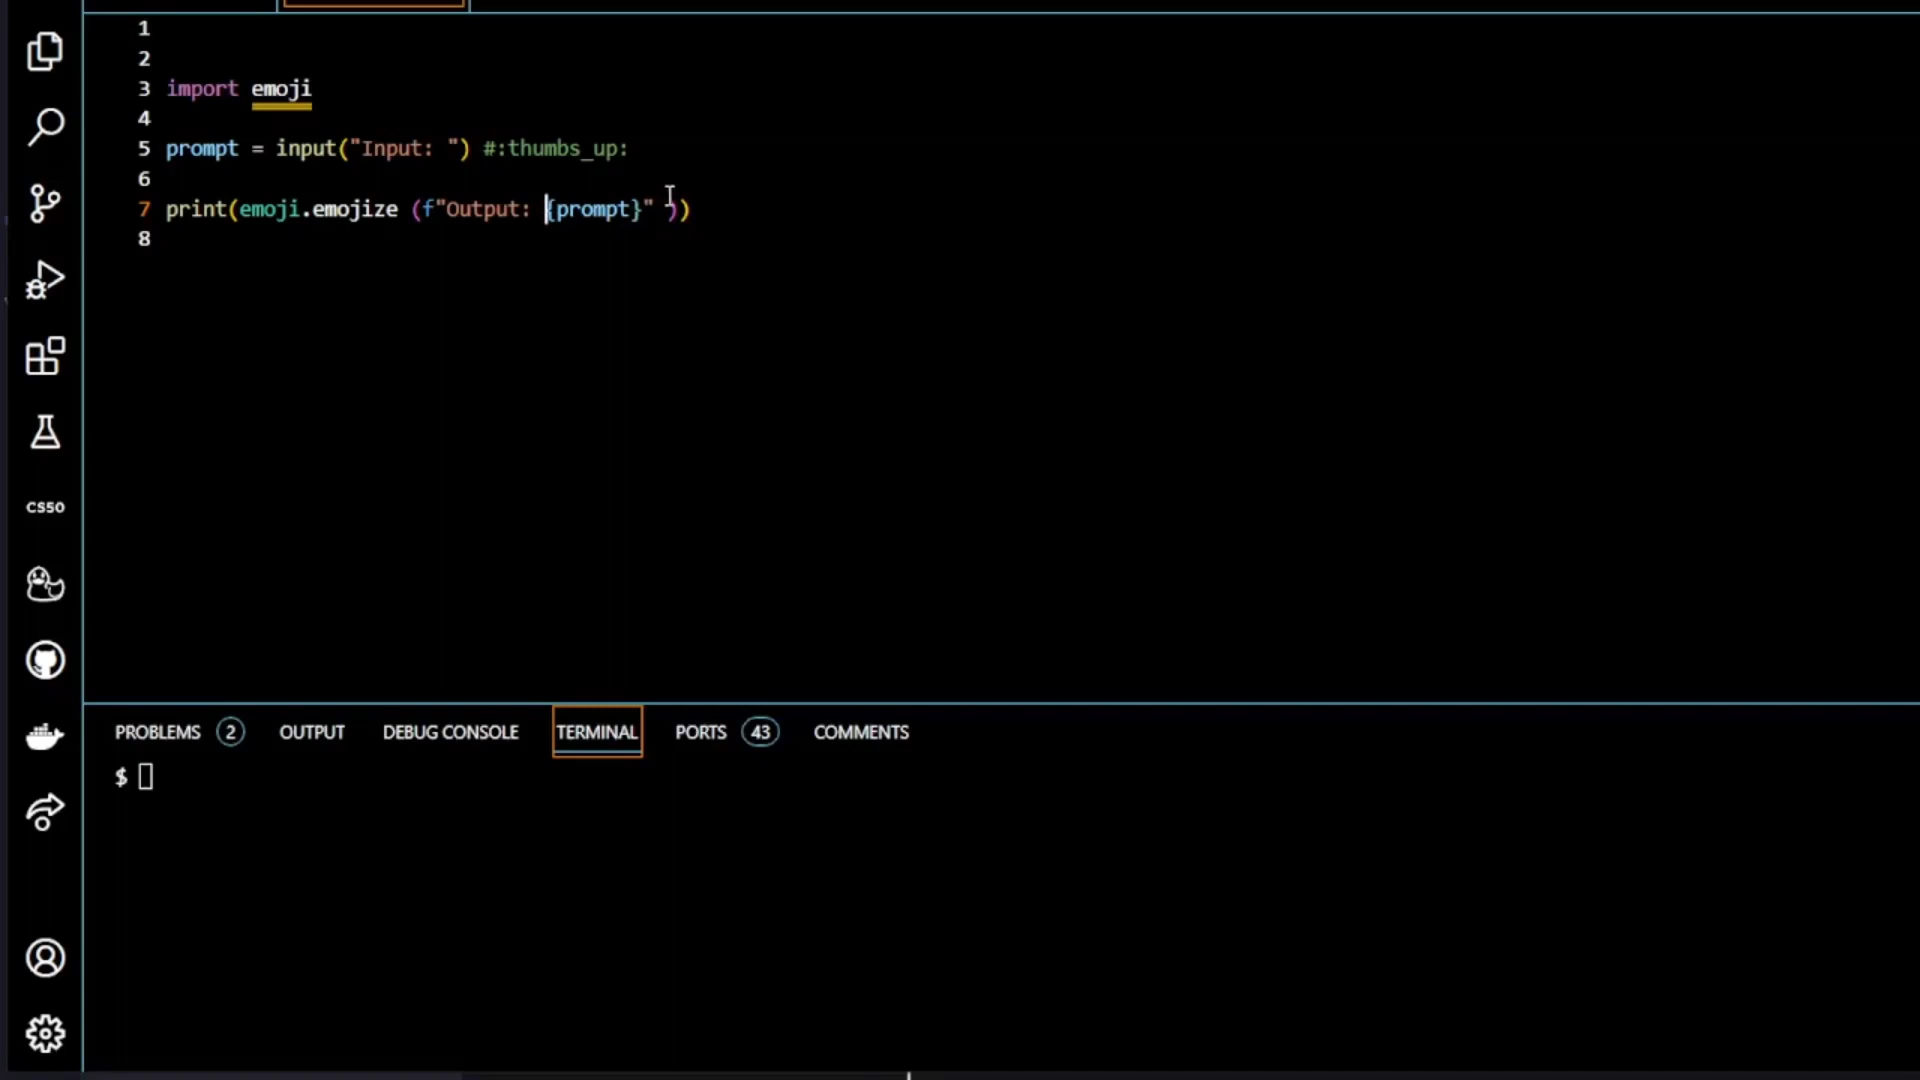 1
2
3 import emoji
4
5 prompt = input("Input: ") #:thumbs_up:
6
7 print(emoji.emojize (f"Output: {prompt}" ))
8
CS50
PROBLEMS 2 OUTPUT DEBUG CONSOLE TERMINAL PORTS 43 COMMENTS
$